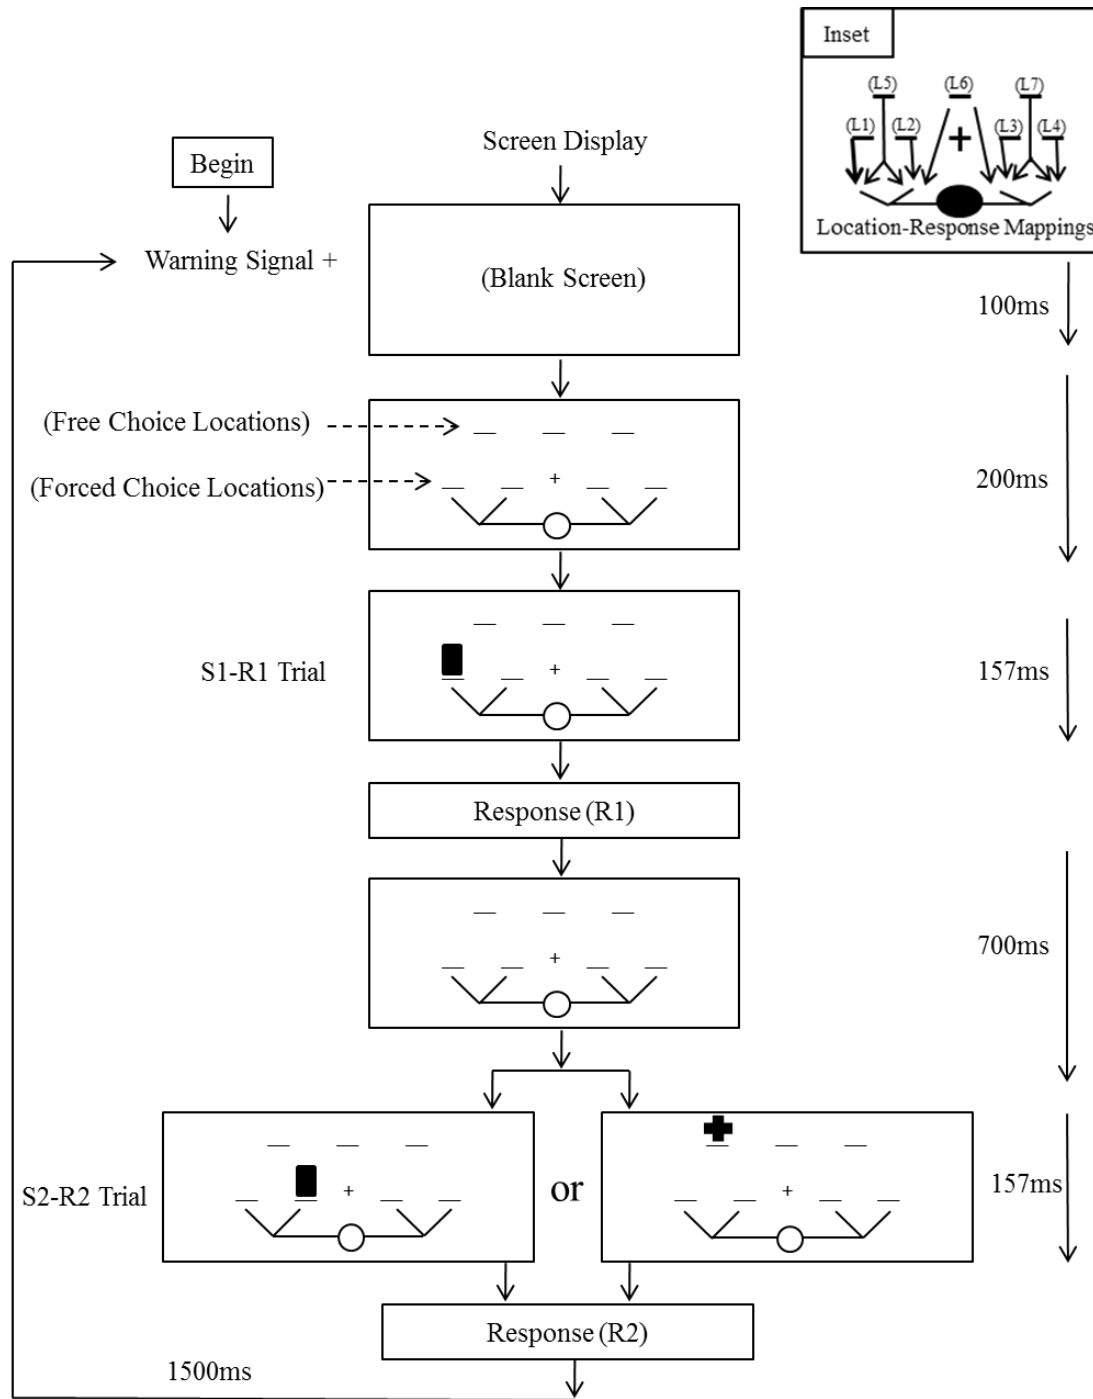 Inset
(L5) (L6) (L7)
(L1) (L2) + (L3) (L4)
Location-Response Mappings
Begin
Screen Display
Warning Signal +
(Blank Screen)
100ms
(Free Choice Locations)
(Forced Choice Locations)
+
200ms
S1-R1 Trial
+
157ms
Response (R1)
+
700ms
S2-R2 Trial
+
or
+
157ms
Response (R2)
1500ms